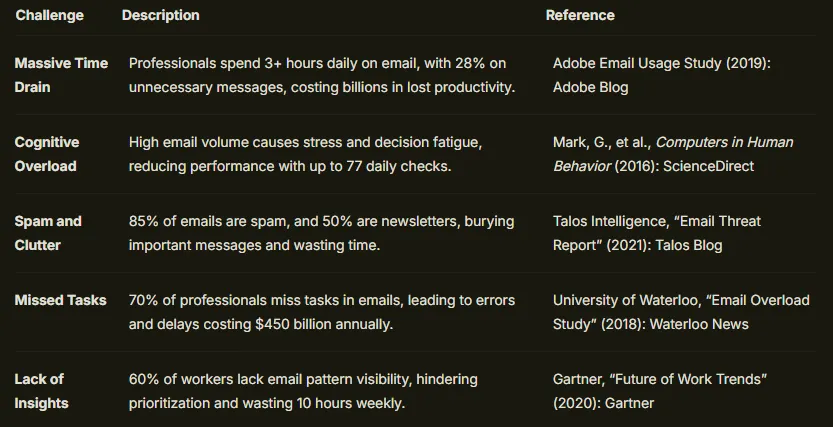 Challenge Description Reference
Massive Time Drain
Professionals spend 3+ hours daily on email, with 28% on
unnecessary messages, costing billions in lost productivity.
Adobe Email Usage Study (2019):
Adobe Blog
Cognitive Overload
High email volume causes stress and decision fatigue,
reducing performance with up to 77 daily checks.
Mark, G., et al., Computers in Human
Behavior (2016): ScienceDirect
Spam and Clutter
85% of emails are spam, and 50% are newsletters, burying
important messages and wasting time.
Talos Intelligence, “Email Threat
Report” (2021): Talos Blog
Missed Tasks
70% of professionals miss tasks in emails, leading to errors
and delays costing $450 billion annually.
University of Waterloo, “Email Overload
Study” (2018): Waterloo News
Lack of Insights
60% of workers lack email pattern visibility, hindering
prioritization and wasting 10 hours weekly.
Gartner, “Future of Work Trends”
(2020): Gartner